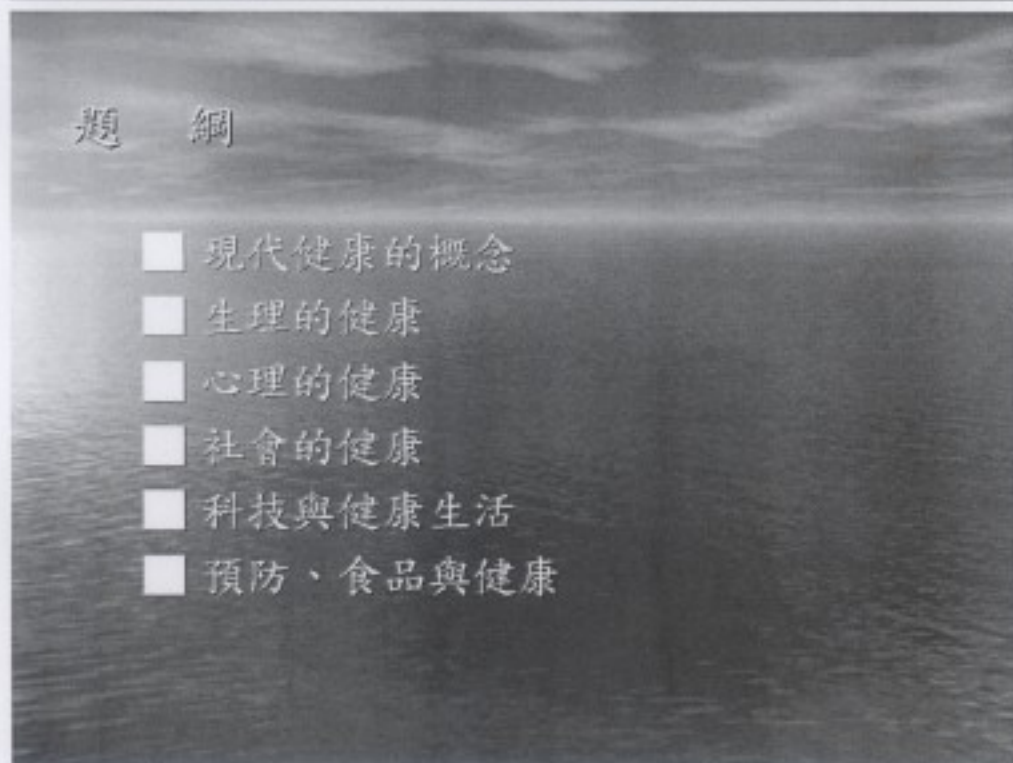 題 綱
現代健康的概念
生理的健康
心理的健康
社會的健康
科技與健康生活
預防、食品與健康